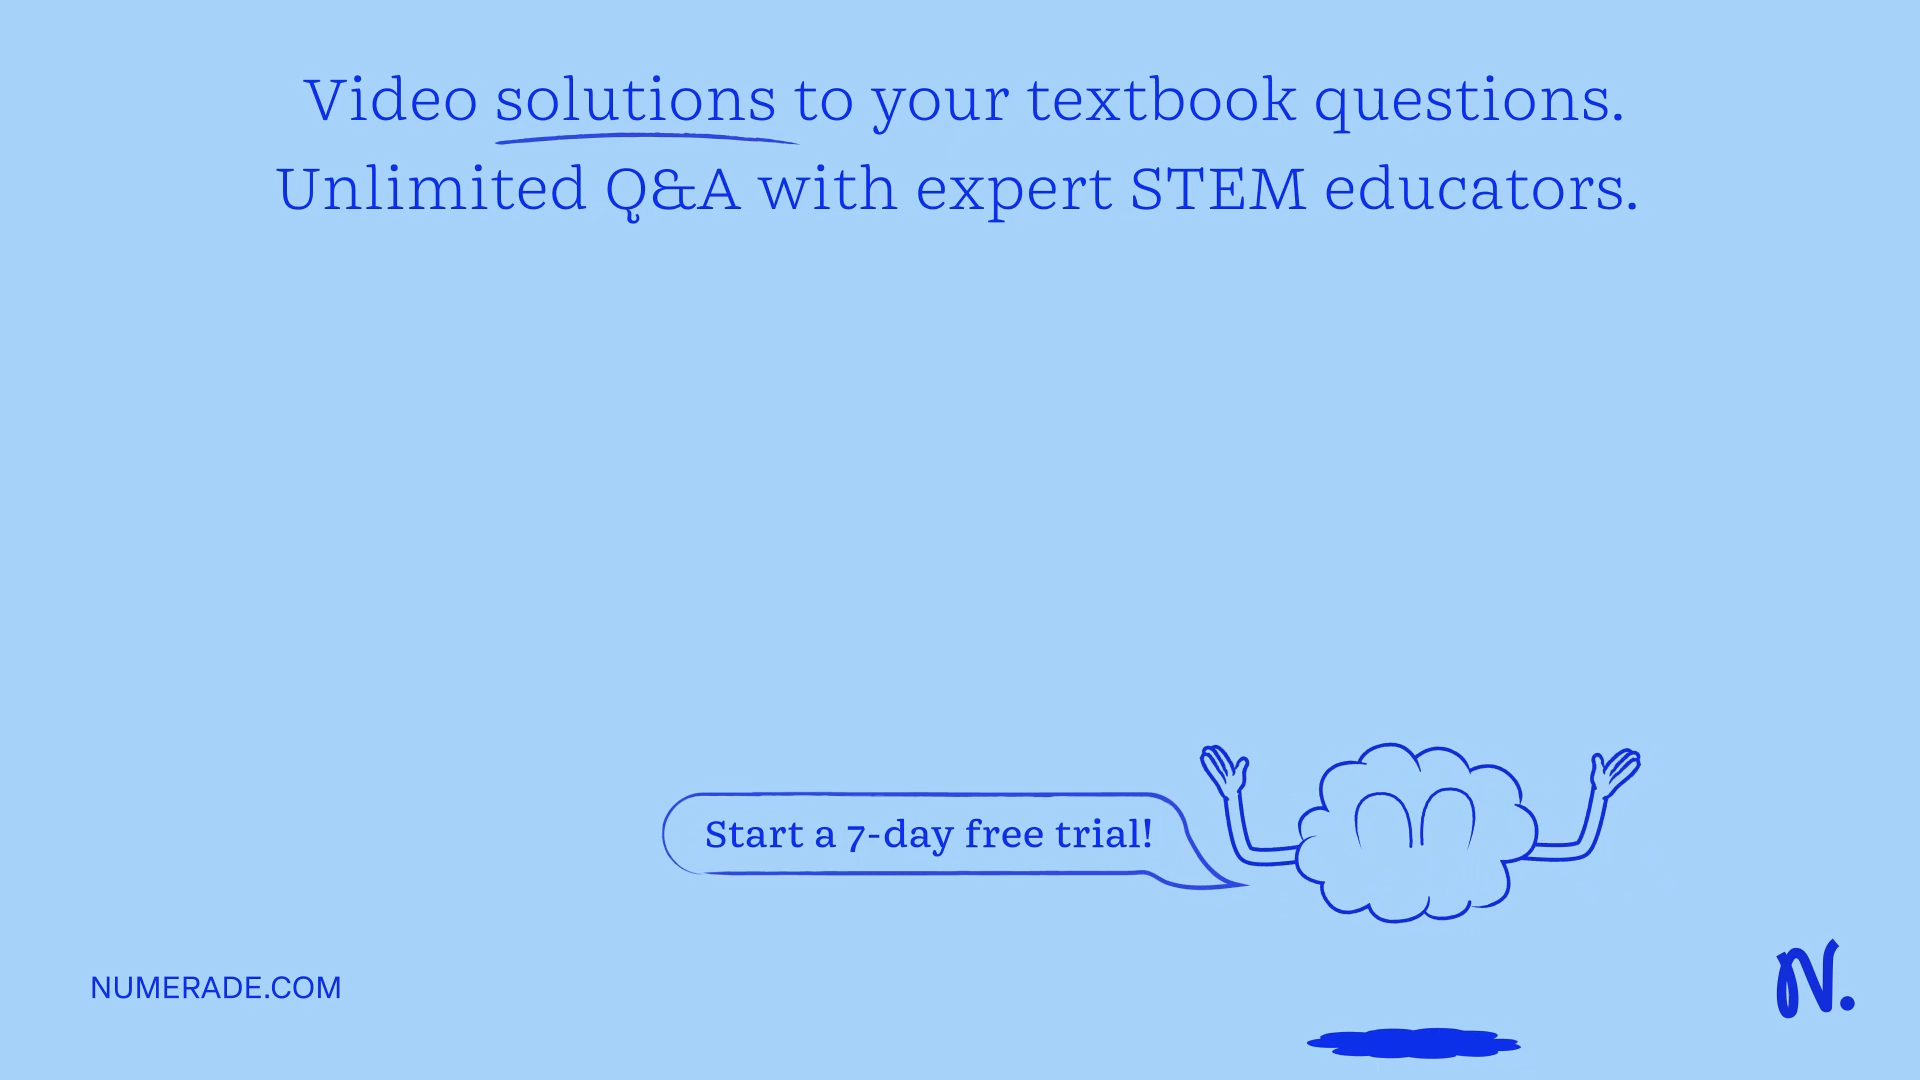 Video solutions to your textbook questions.
Unlimited Q&A with expert STEM educators.
Start a 7-day free trial!
NUMERADE.COM
N.